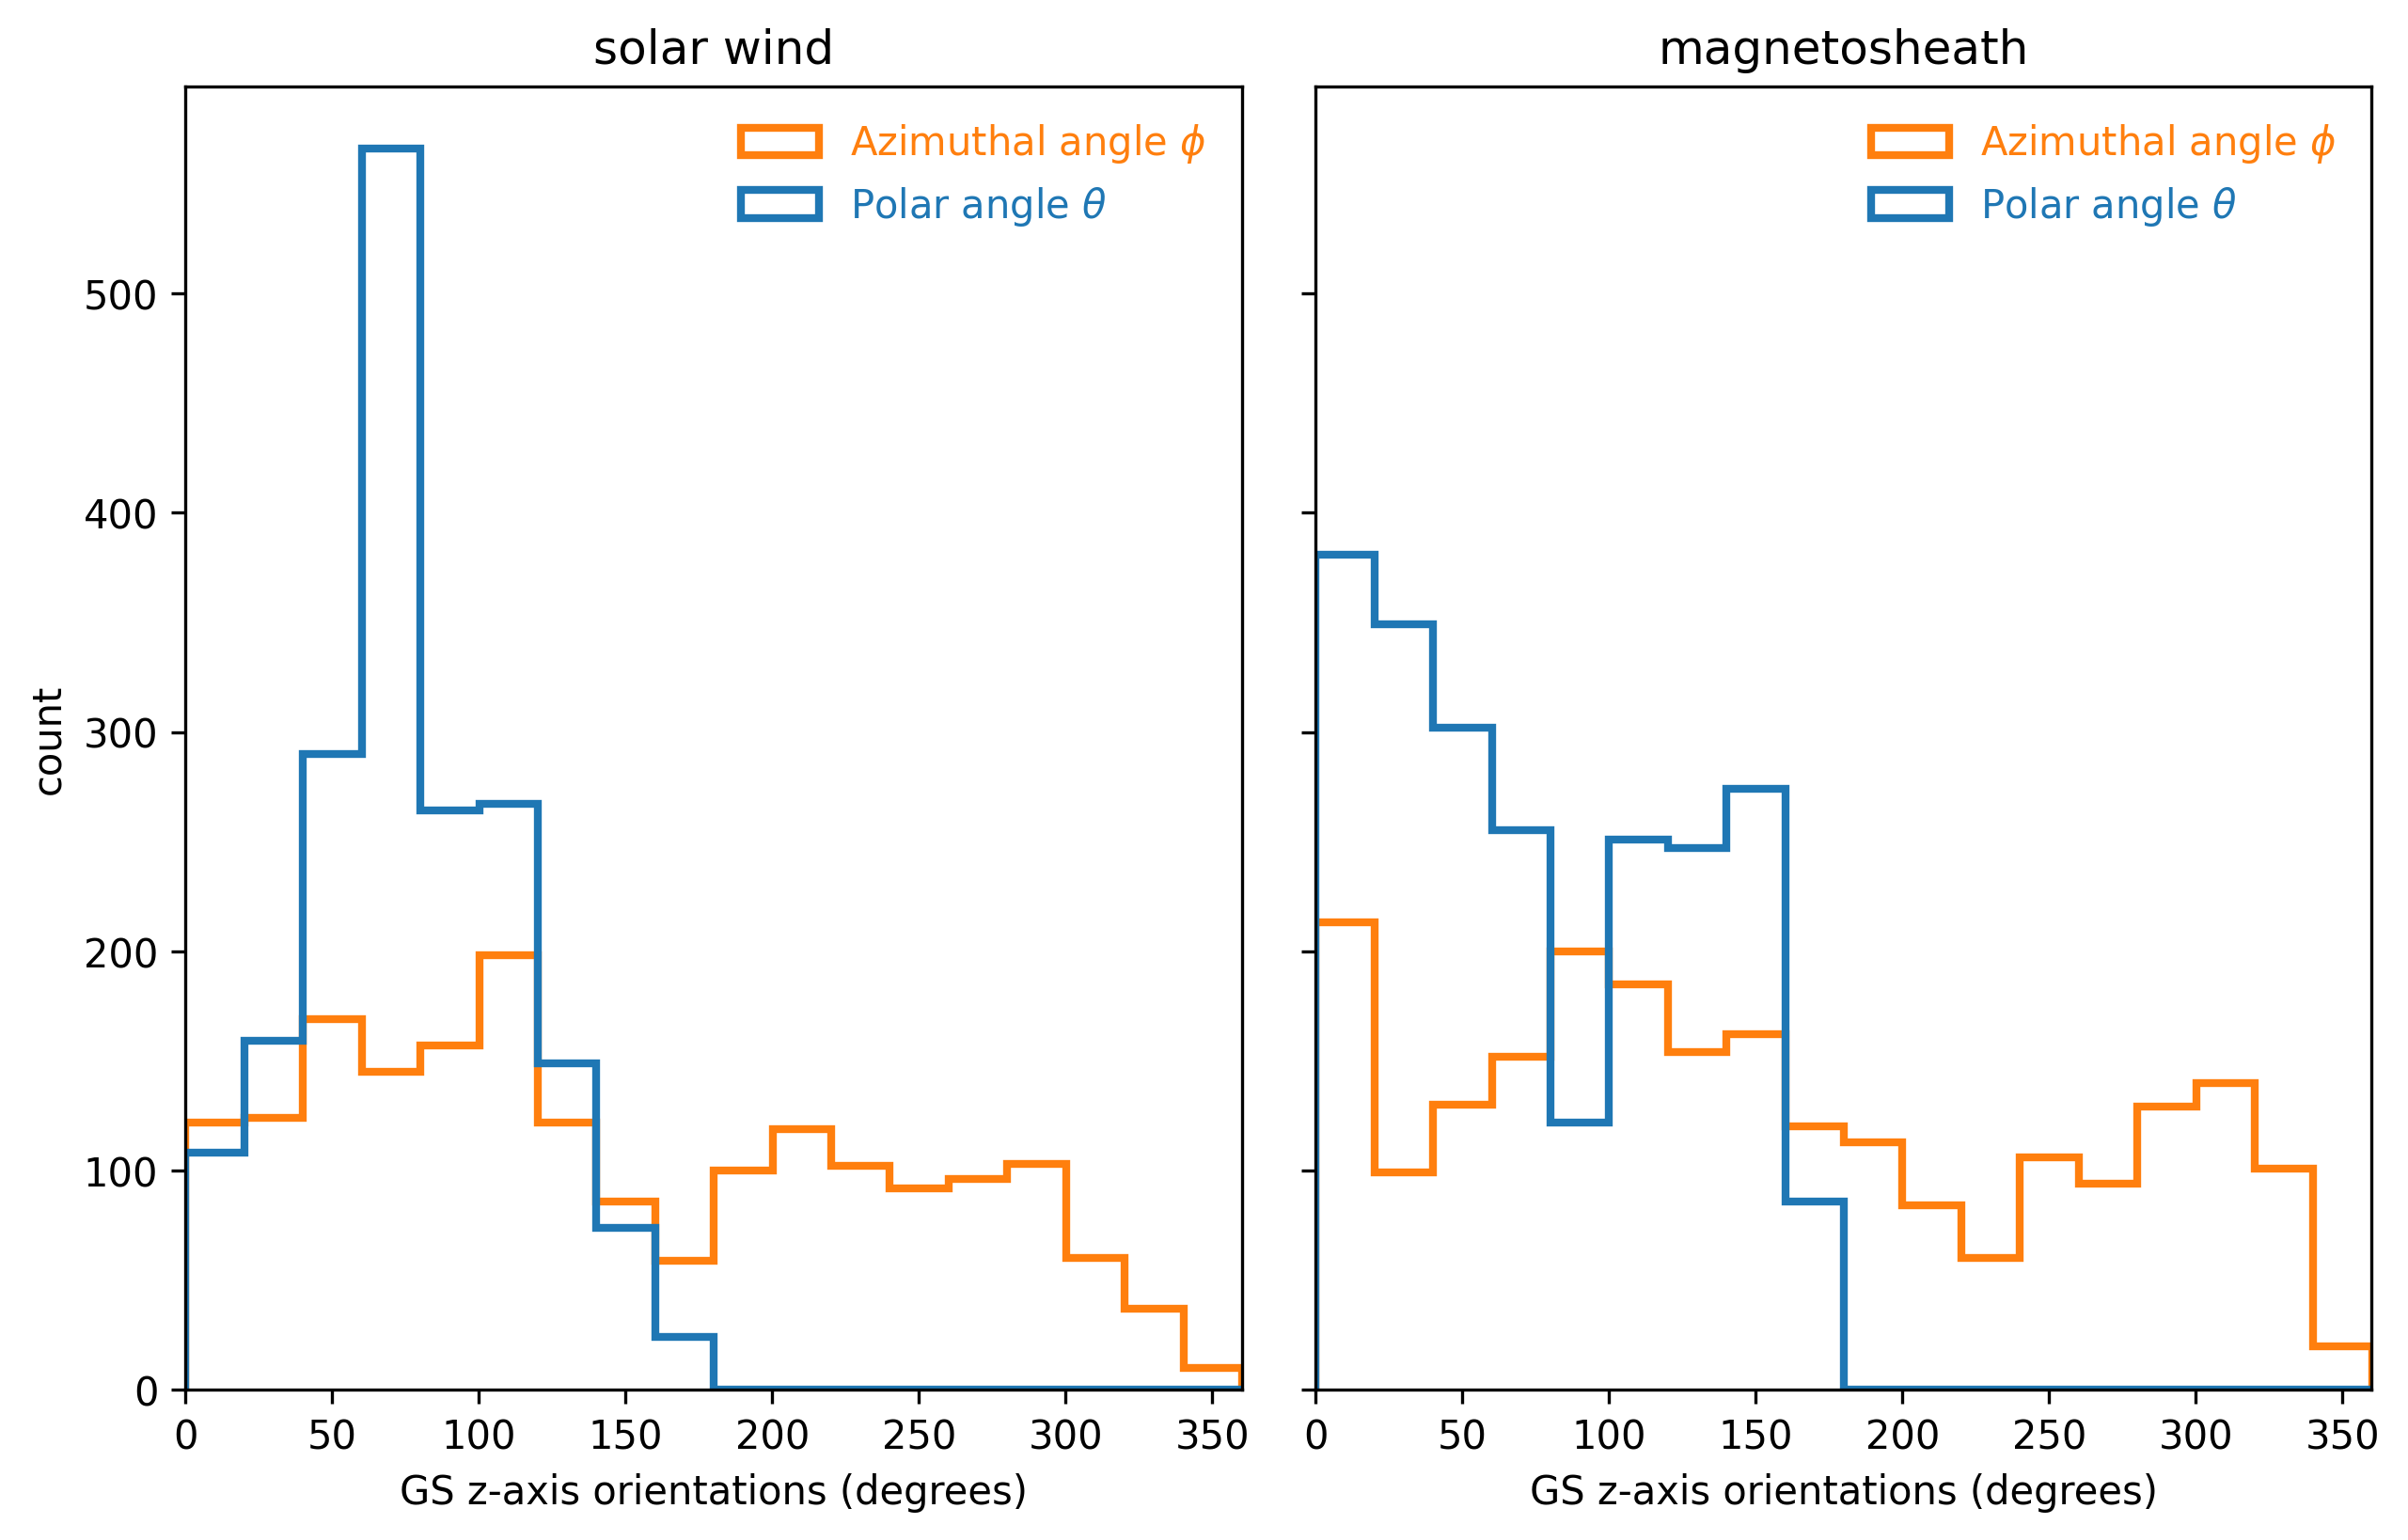 solar wind
Azimuthal angle ϕ
Polar angle θ
500
400
300
200
100
0
count
0 50 100 150 200 250 300 350
GS z-axis orientations (degrees)
magnetosheath
Azimuthal angle ϕ
Polar angle θ
0 50 100 150 200 250 300 350
GS z-axis orientations (degrees)